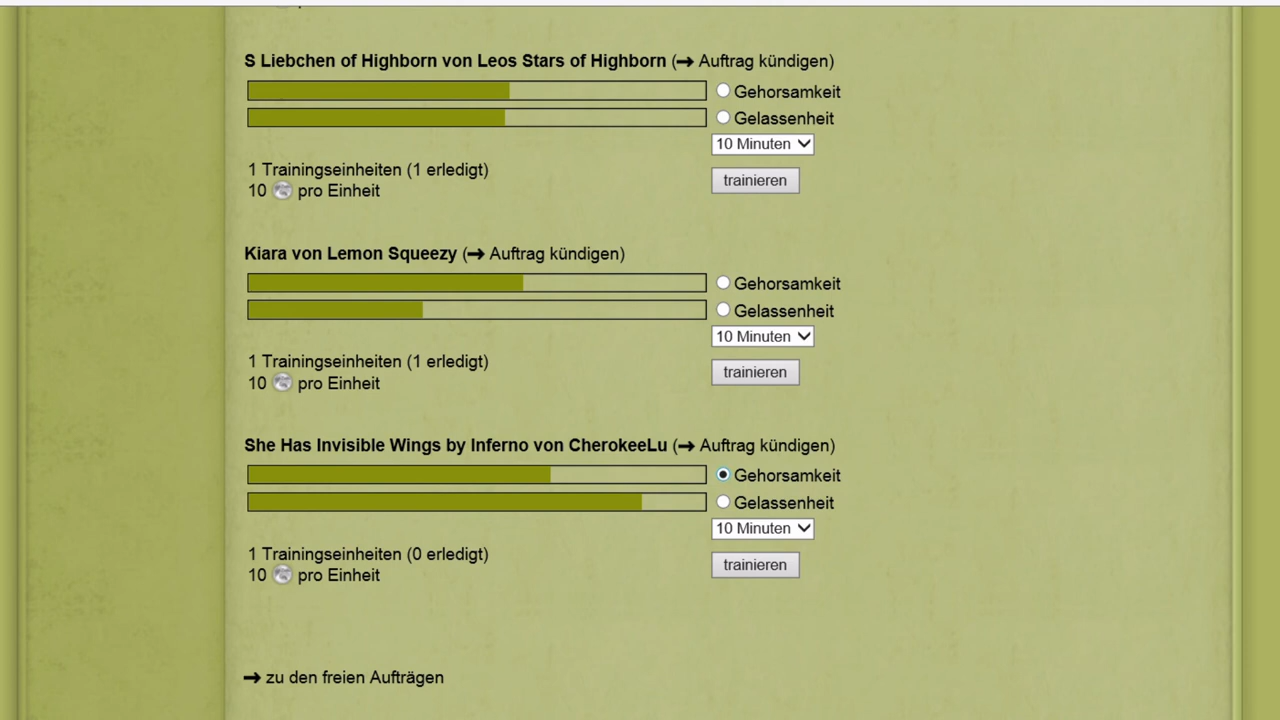 S Liebchen of Highborn von Leos Stars of Highborn (→ Auftrag kündigen)
Gehorsamkeit
Gelassenheit
10 Minuten
1 Trainingseinheiten (1 erledigt)
10 pro Einheit
trainieren
Kiara von Lemon Squeezy (→ Auftrag kündigen)
Gehorsamkeit
Gelassenheit
10 Minuten
1 Trainingseinheiten (1 erledigt)
10 pro Einheit
trainieren
She Has Invisible Wings by Inferno von CherokeeLu (→ Auftrag kündigen)
Gehorsamkeit
Gelassenheit
10 Minuten
1 Trainingseinheiten (0 erledigt)
10 pro Einheit
trainieren
→ zu den freien Aufträgen